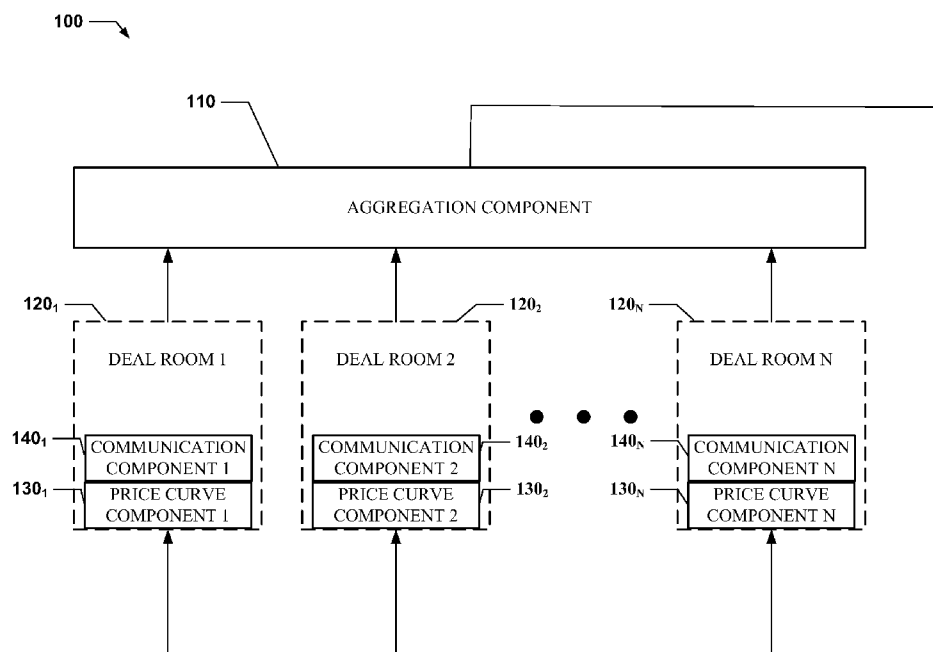 100
110
AGGREGATION COMPONENT
120₁
120₂
120ₙ
DEAL ROOM 1
DEAL ROOM 2
DEAL ROOM N
140₁
COMMUNICATION
COMPONENT 1
COMMUNICATION
COMPONENT 2
140₂
140ₙ
COMMUNICATION
COMPONENT N
130₁
PRICE CURVE
COMPONENT 1
PRICE CURVE
COMPONENT 2
130₂
130ₙ
PRICE CURVE
COMPONENT N